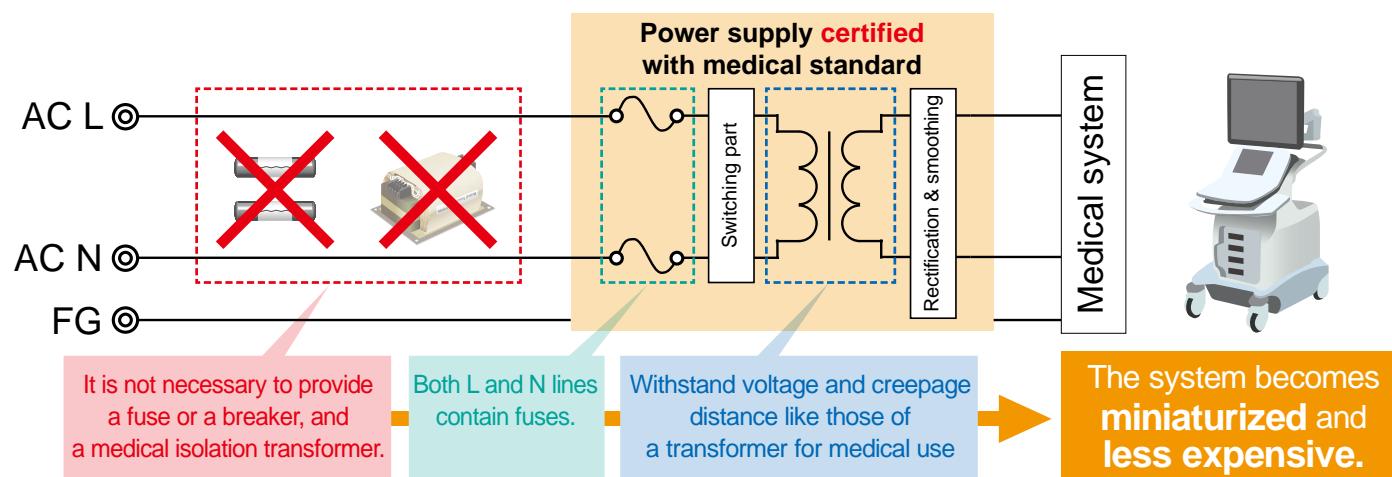 Power supply certified
with medical standard
AC L
AC N
FG
Switching part
Rectification & smoothing
Medical system
It is not necessary to provide
a fuse or a breaker, and
a medical isolation transformer.
Both L and N lines
contain fuses.
Withstand voltage and creepage
distance like those of
a transformer for medical use
The system becomes
miniaturized and
less expensive.